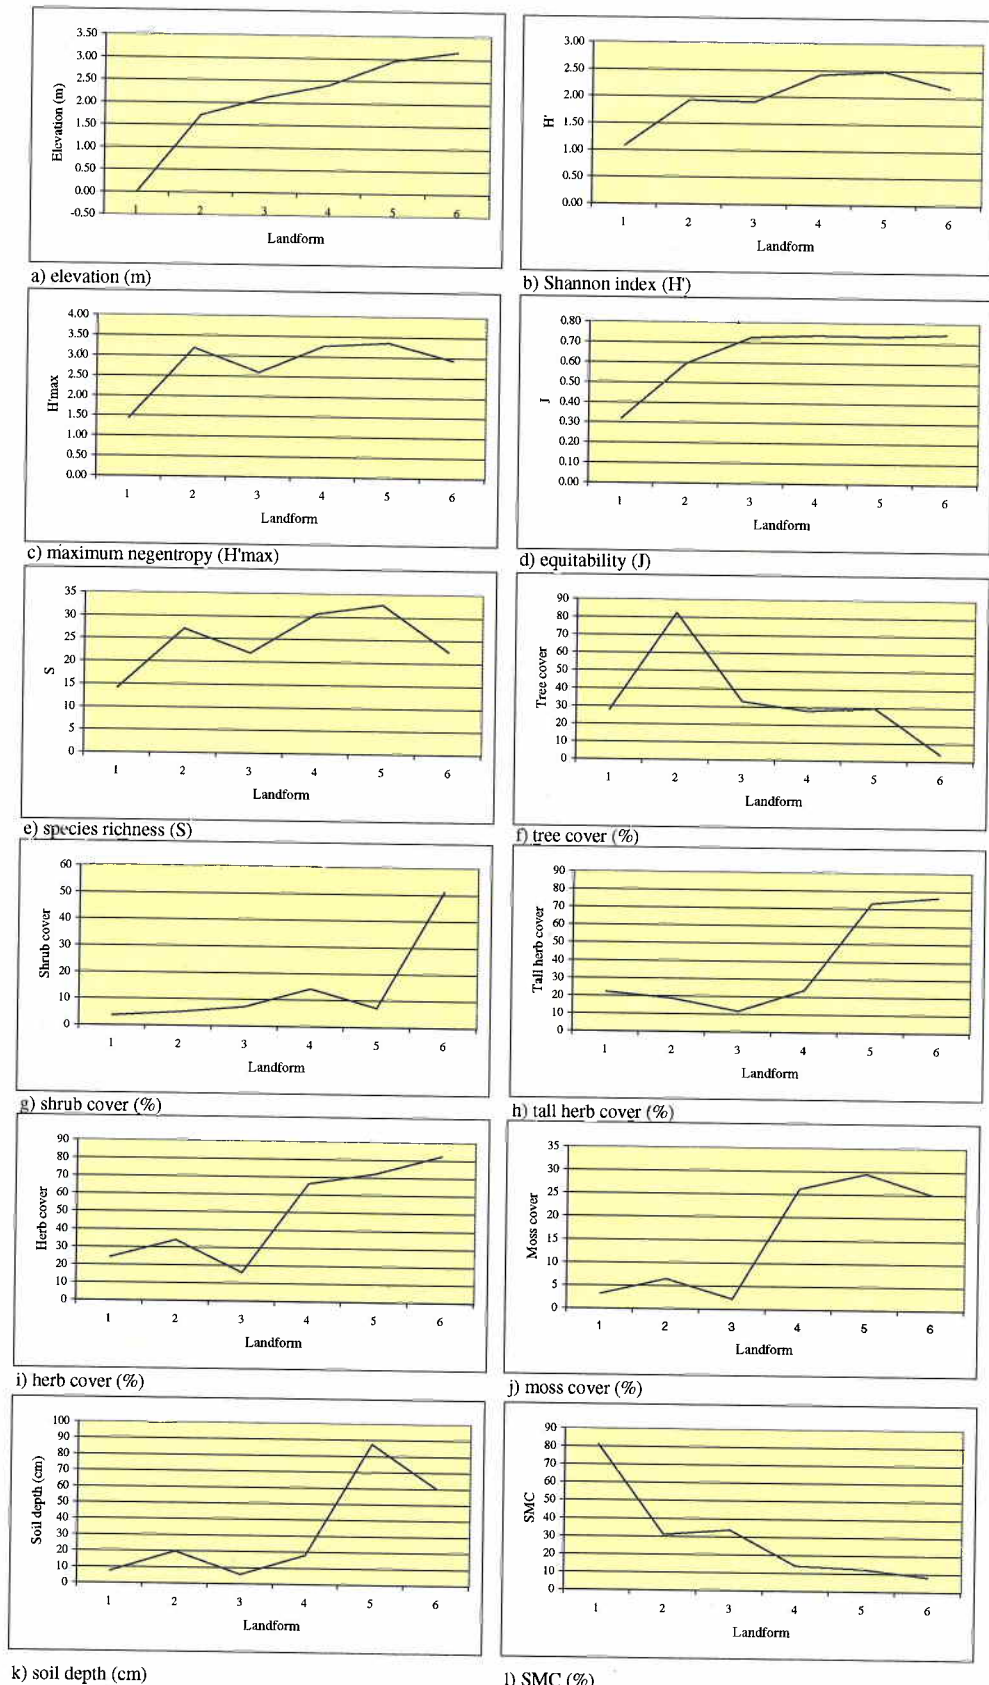 3.50
3.00
2.50
2.00
1.50
1.00
0.50
0.00
-0.50
Elevation (m)
1 2 3 4 5 6
Landform
a) elevation (m)
3.00
2.50
2.00
1.50
1.00
0.50
0.00
H'
1 2 3 4 5 6
Landform
b) Shannon index (H')
4.00
3.50
3.00
2.50
2.00
1.50
1.00
0.50
0.00
H'max
1 2 3 4 5 6
Landform
c) maximum negentropy (H'max)
0.80
0.70
0.60
0.50
0.40
0.30
0.20
0.10
0.00
J
1 2 3 4 5 6
Landform
d) equitability (J)
35
30
25
20
15
10
5
0
S
1 2 3 4 5 6
Landform
e) species richness (S)
90
80
70
60
50
40
30
20
10
0
Tree cover
1 2 3 4 5 6
Landform
f) tree cover (%)
60
50
40
30
20
10
0
Shrub cover
1 2 3 4 5 6
Landform
g) shrub cover (%)
90
80
70
60
50
40
30
20
10
0
Tall herb cover
1 2 3 4 5 6
Landform
h) tall herb cover (%)
90
80
70
60
50
40
30
20
10
0
Herb cover
1 2 3 4 5 6
Landform
i) herb cover (%)
35
30
25
20
15
10
5
0
Moss cover
1 2 3 4 5 6
Landform
j) moss cover (%)
100
90
80
70
60
50
40
30
20
10
0
Soil depth (cm)
1 2 3 4 5 6
Landform
k) soil depth (cm)
90
80
70
60
50
40
30
20
10
0
SMC
1 2 3 4 5 6
Landform
l) SMC (%)